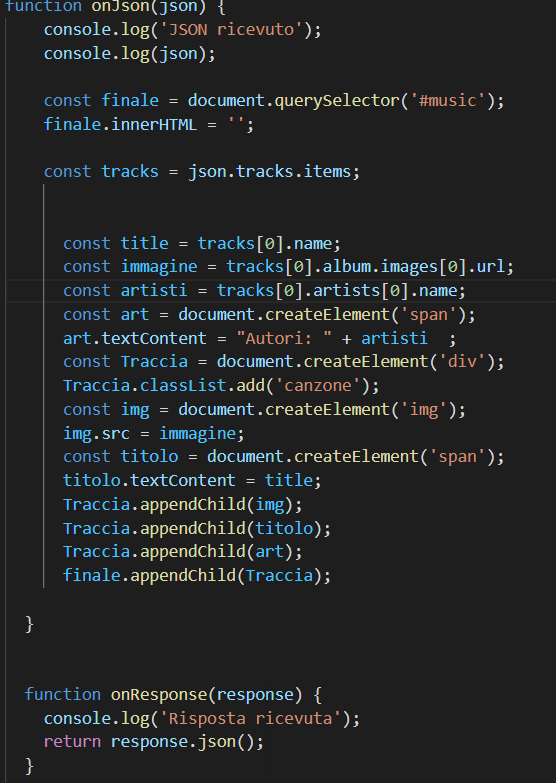 function onJson(json) {
console.log('JSON ricevuto');
console.log(json);
const finale = document.querySelector('#music');
finale.innerHTML = '';
const tracks = json.tracks.items;
const title = tracks[0].name;
const immagine = tracks[0].album.images[0].url;
const artisti = tracks[0].artists[0].name;
const art = document.createElement('span');
art.textContent = "Autori: " + artisti  ;
const Traccia = document.createElement('div');
Traccia.classList.add('canzone');
const img = document.createElement('img');
img.src = immagine;
const titolo = document.createElement('span');
titolo.textContent = title;
Traccia.appendChild(img);
Traccia.appendChild(titolo);
Traccia.appendChild(art);
finale.appendChild(Traccia);
}
function onResponse(response) {
console.log('Risposta ricevuta');
return response.json();
}